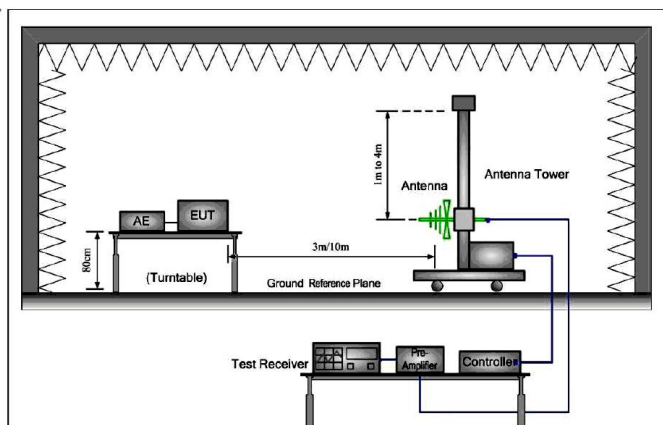 1m to 4m
Antenna
Antenna Tower
AE
EUT
80cm
3m/10m
(Turntable)
Ground Reference Plane
Test Receiver
Pre-
Amplifier
Controller